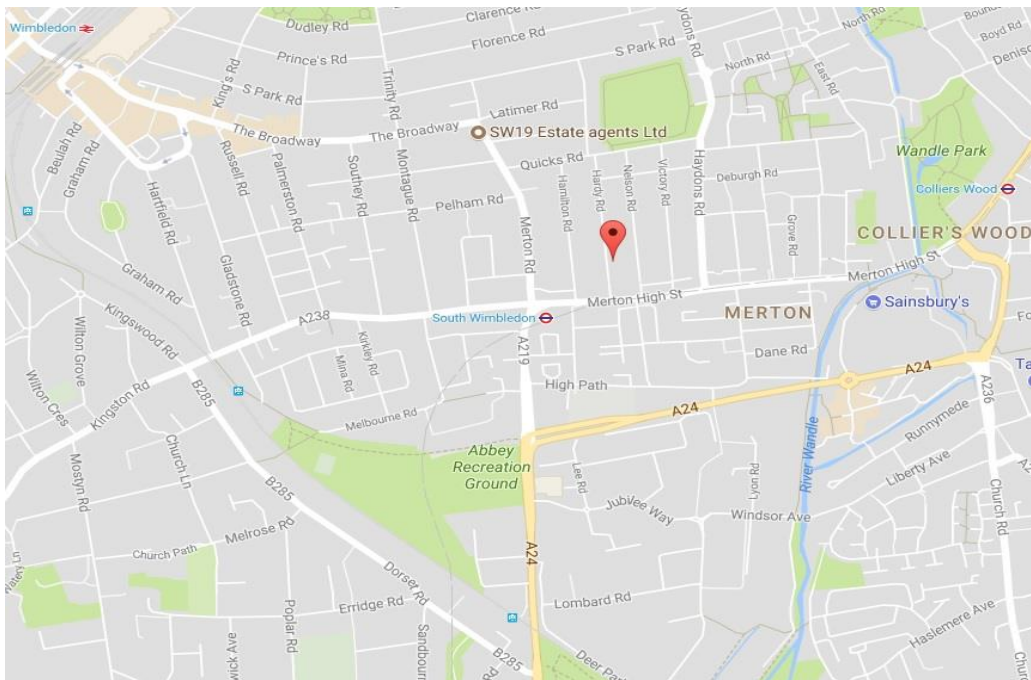 Clarence Rd
Wimbledon
Dudley Rd
Florence Rd
Haydons Rd
North Rd
Boyd Rd
Prince's Rd
S Park Rd
North Rd
King's Rd
Trinity Rd
East Rd
S Park Rd
Latimer Rd
The Broadway
The Broadway
SW19 Estate agents Ltd
Beulah Rd
Graham Rd
Russell Rd
Palmerston Rd
Southey Rd
Montague Rd
Quicks Rd
Wandle Park
Hartfield Rd
Pelham Rd
Hamilton Rd
Hardy Rd
Nelson Rd
Victory Rd
Haydons Rd
Deburgh Rd
Colliers Wood
Merton Rd
Grove Rd
COLLIER'S WOOD
Graham Rd
Gladstone Rd
Merton High St
Merton High St
Sainsbury's
MERTON
South Wimbledon
A238
Kingswood Rd
Wilton Grove
Kirkley Rd
Mina Rd
A219
Dane Rd
High Path
A24
A24
A236
Wilton Cres
Kingston Rd
B285
Melbourne Rd
Runnymede
Abbey
Recreation
Ground
River Wandle
Church Ln
Mostyn Rd
Lee Rd
Lyon Rd
Liberty Ave
B285
Jubilee Way
Windsor Ave
Church Rd
Melrose Rd
Church Path
A24
Dorset Rd
Erridge Rd
Lombard Rd
Poplar Rd
Haslemere Ave
B285
Deer Park